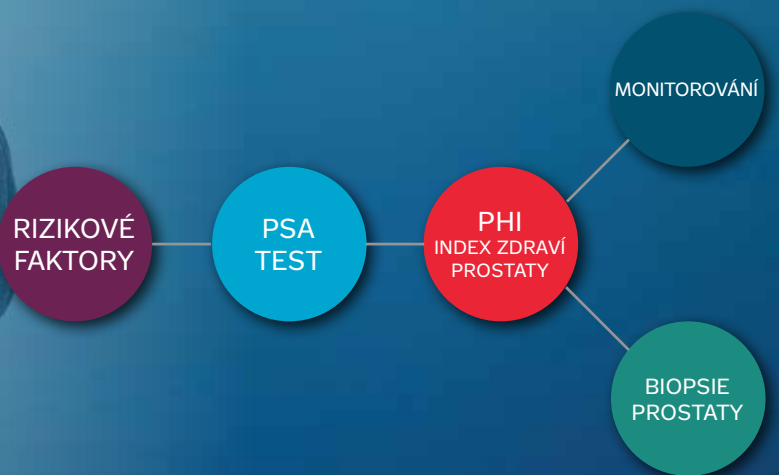 RIZIKOVÉ
FAKTORY
PSA
TEST
PHI
INDEX ZDRAVÍ
PROSTATY
MONITOROVÁNÍ
BIOPSIE
PROSTATY